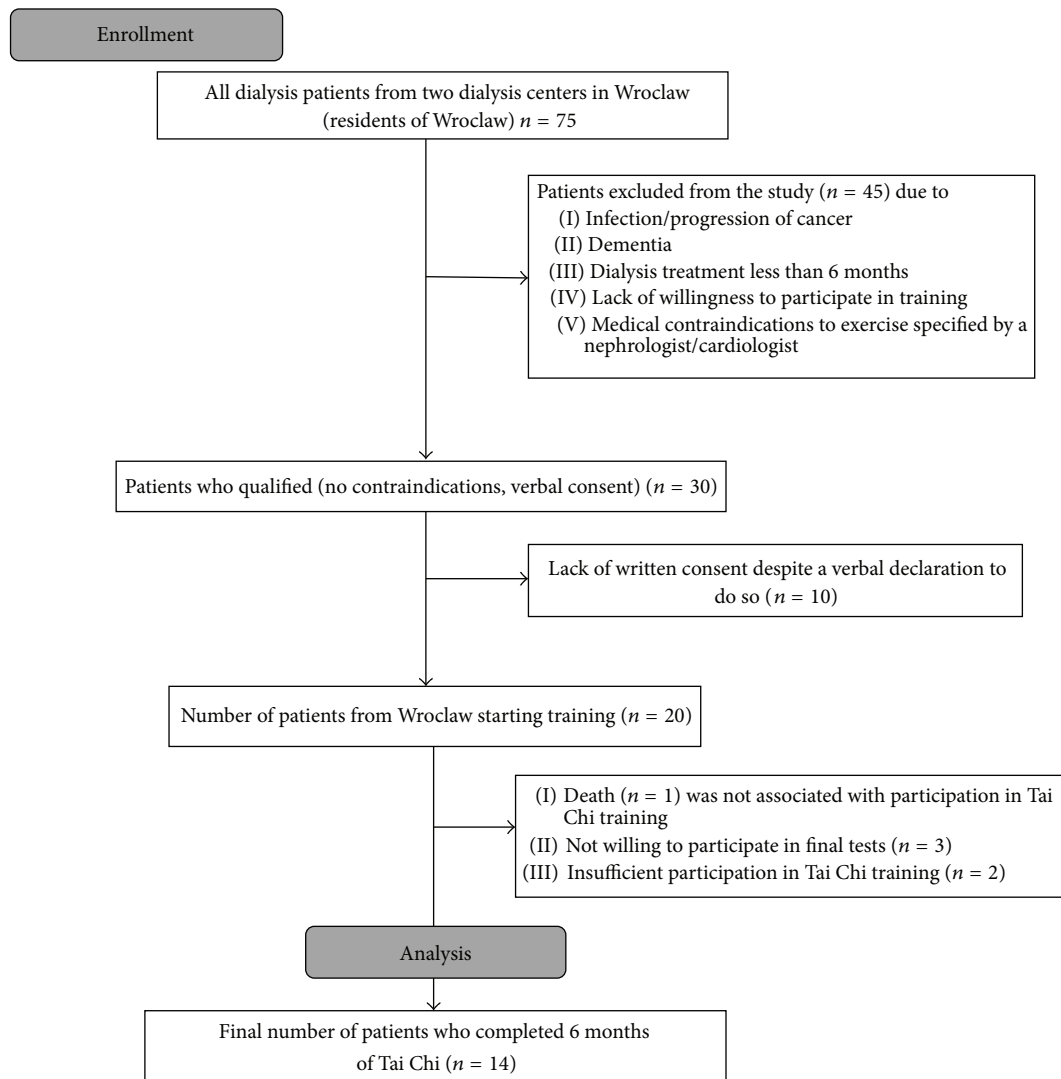 Enrollment
All dialysis patients from two dialysis centers in Wroclaw
(residents of Wroclaw) n = 75
Patients excluded from the study (n = 45) due to
(I) Infection/progression of cancer
(II) Dementia
(III) Dialysis treatment less than 6 months
(IV) Lack of willingness to participate in training
(V) Medical contraindications to exercise specified by a
nephrologist/cardiologist
Patients who qualified (no contraindications, verbal consent) (n = 30)
Lack of written consent despite a verbal declaration to
do so (n = 10)
Number of patients from Wroclaw starting training (n = 20)
(I) Death (n = 1) was not associated with participation in Tai
Chi training
(II) Not willing to participate in final tests (n = 3)
(III) Insufficient participation in Tai Chi training (n = 2)
Analysis
Final number of patients who completed 6 months
of Tai Chi (n = 14)